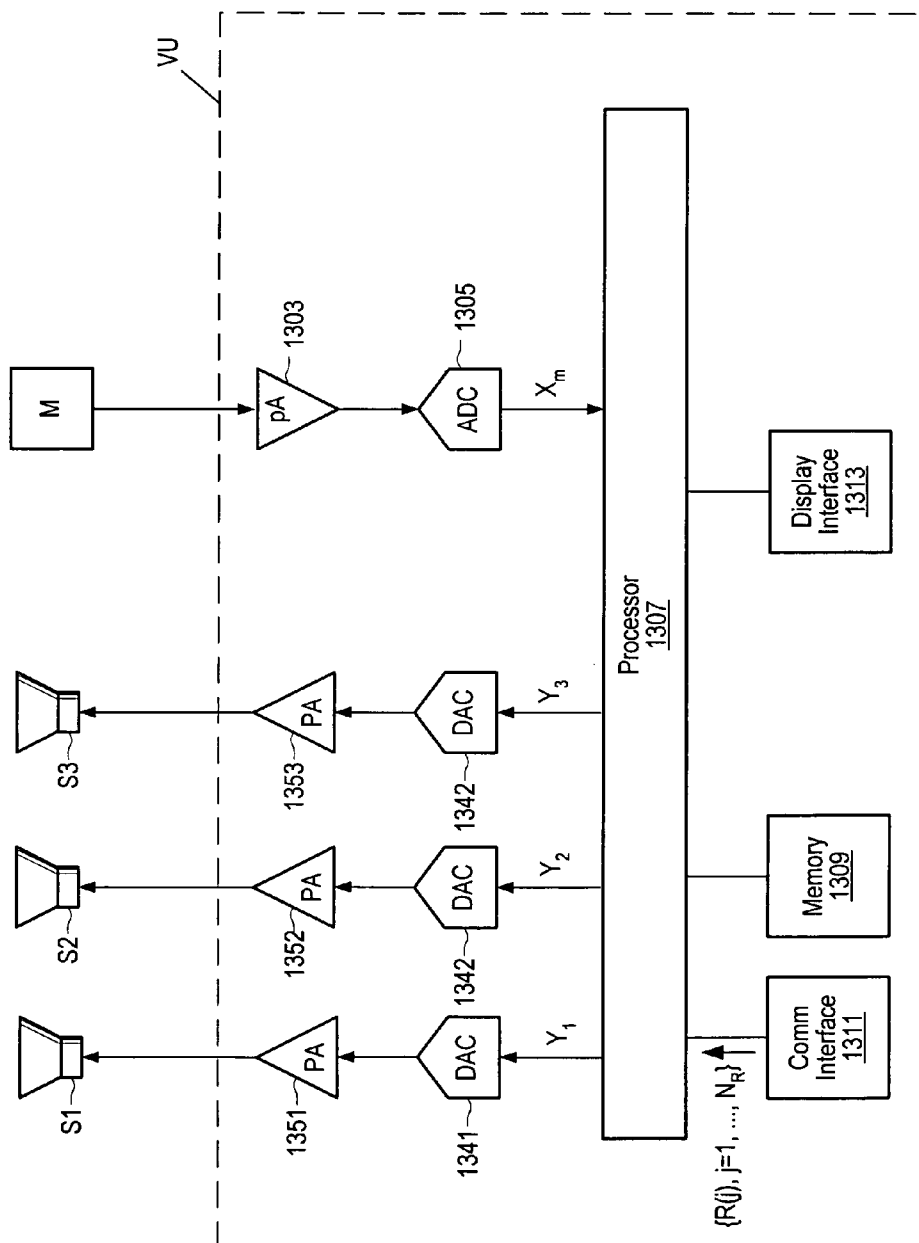 VU
S1
S2
S3
M
PA
1351
PA
1352
PA
1353
pA
1303
DAC
1341
DAC
1342
DAC
1342
ADC
1305
Y1
Y2
Y3
Xm
Processor
1307
{R(j), j=1, ..., NR}
Comm
Interface
1311
Memory
1309
Display
Interface
1313